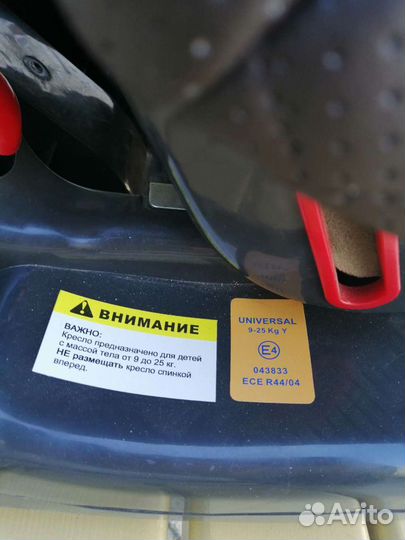 ВНИМАНИЕ
ВАЖНО:
Кресло предназначено для детей
с массой тела от 9 до 25 кг.
НЕ размещать кресло спинкой
вперед.
UNIVERSAL
9-25 Kg Y
E4
043833
ECE R44/04
Avito